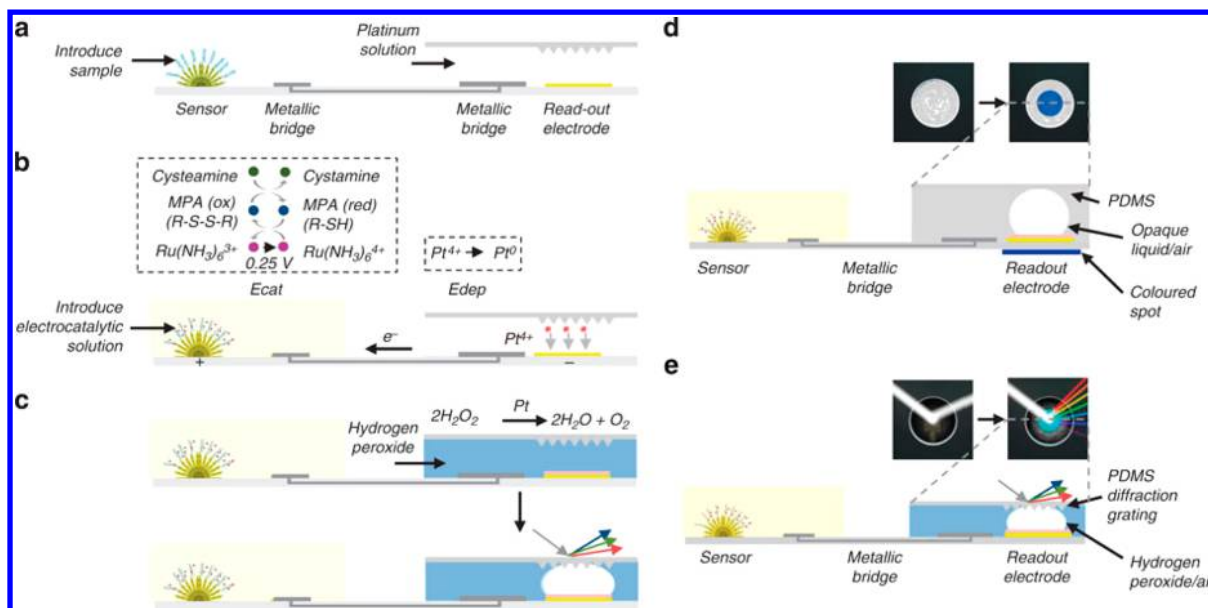 a
Introduce
sample
Platinum
solution
Sensor
Metallic
bridge
Metallic
bridge
Read-out
electrode
b
Cysteamine
Cystamine
MPA (ox)
(R-S-S-R)
MPA (red)
(R-SH)
Ru(NH3)6 3+
0.25 V
Ru(NH3)6 4+
Pt4+
Pt0
Ecat
Edep
Introduce
electrocatalytic
solution
+
e–
Pt4+
–
c
2H2O2
Pt
2H2O + O2
Hydrogen
peroxide
d
PDMS
Opaque
liquid/air
Sensor
Metallic
bridge
Readout
electrode
Coloured
spot
e
PDMS
diffraction
grating
Sensor
Metallic
bridge
Readout
electrode
Hydrogen